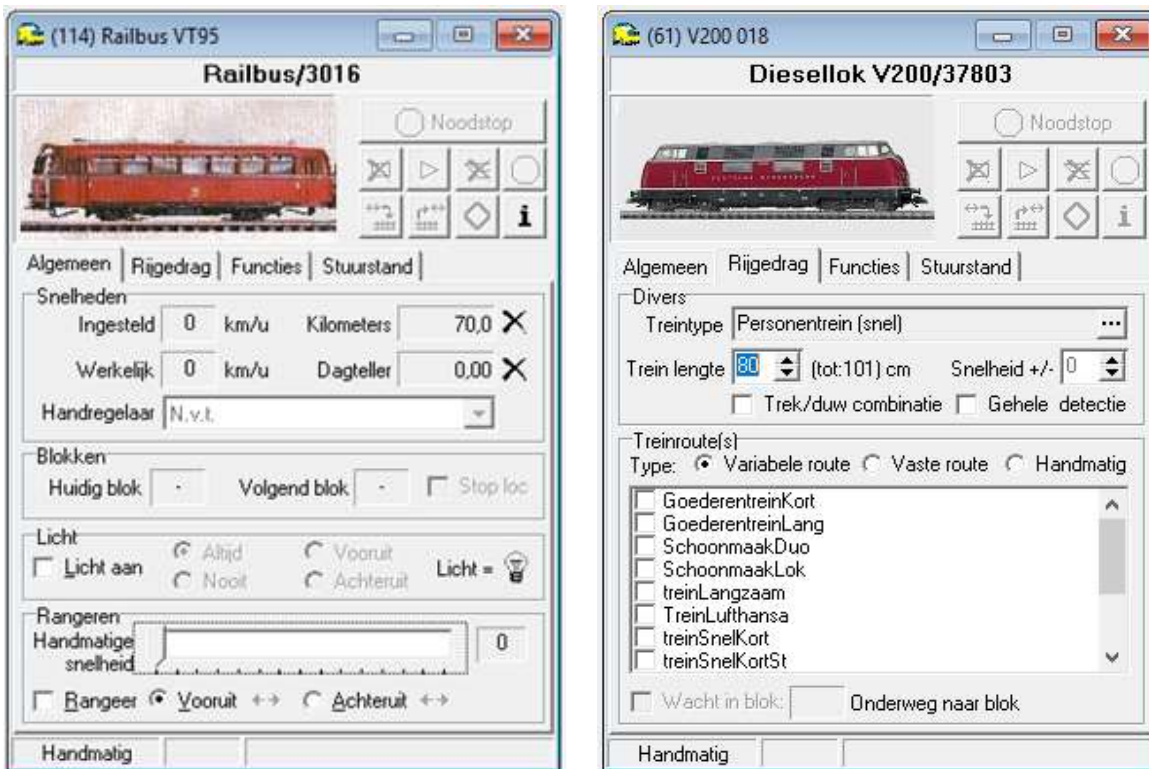 (114) Railbus VT95
Railbus/3016
Noodstop
i
Algemeen Rijgedrag Functies Stuurstand
Snelheden
Ingesteld 0 km/u Kilometers 70,0
Werkelijk 0 km/u Dagteller 0,00
Handregelaar N.v.t.
Blokken
Huidig blok - Volgend blok - Stop loc
Licht
Licht aan Altijd Vooruit Licht =
Nooit Achteruit
Rangeren
Handmatige 0
snelheid
Rangeer Vooruit Achteruit
Handmatig
(61) V200 018
Diesellok V200/37803
Noodstop
DEUTSCHE BUNDESBAHN
i
Algemeen Rijgedrag Functies Stuurstand
Divers
Treintype Personentrein (snel) ...
Trein lengte 80 (tot:101) cm Snelheid +/- 0
Trek/duw combinatie Gehele detectie
Treinroute(s)
Type: Variabele route Vaste route Handmatig
GoederentreinKort
GoederentreinLang
SchoonmaakDuo
SchoonmaakLok
treinLangzaam
TreinLufthansa
treinSnelKort
treinSnelKortSt
Wacht in blok: Onderweg naar blok
Handmatig